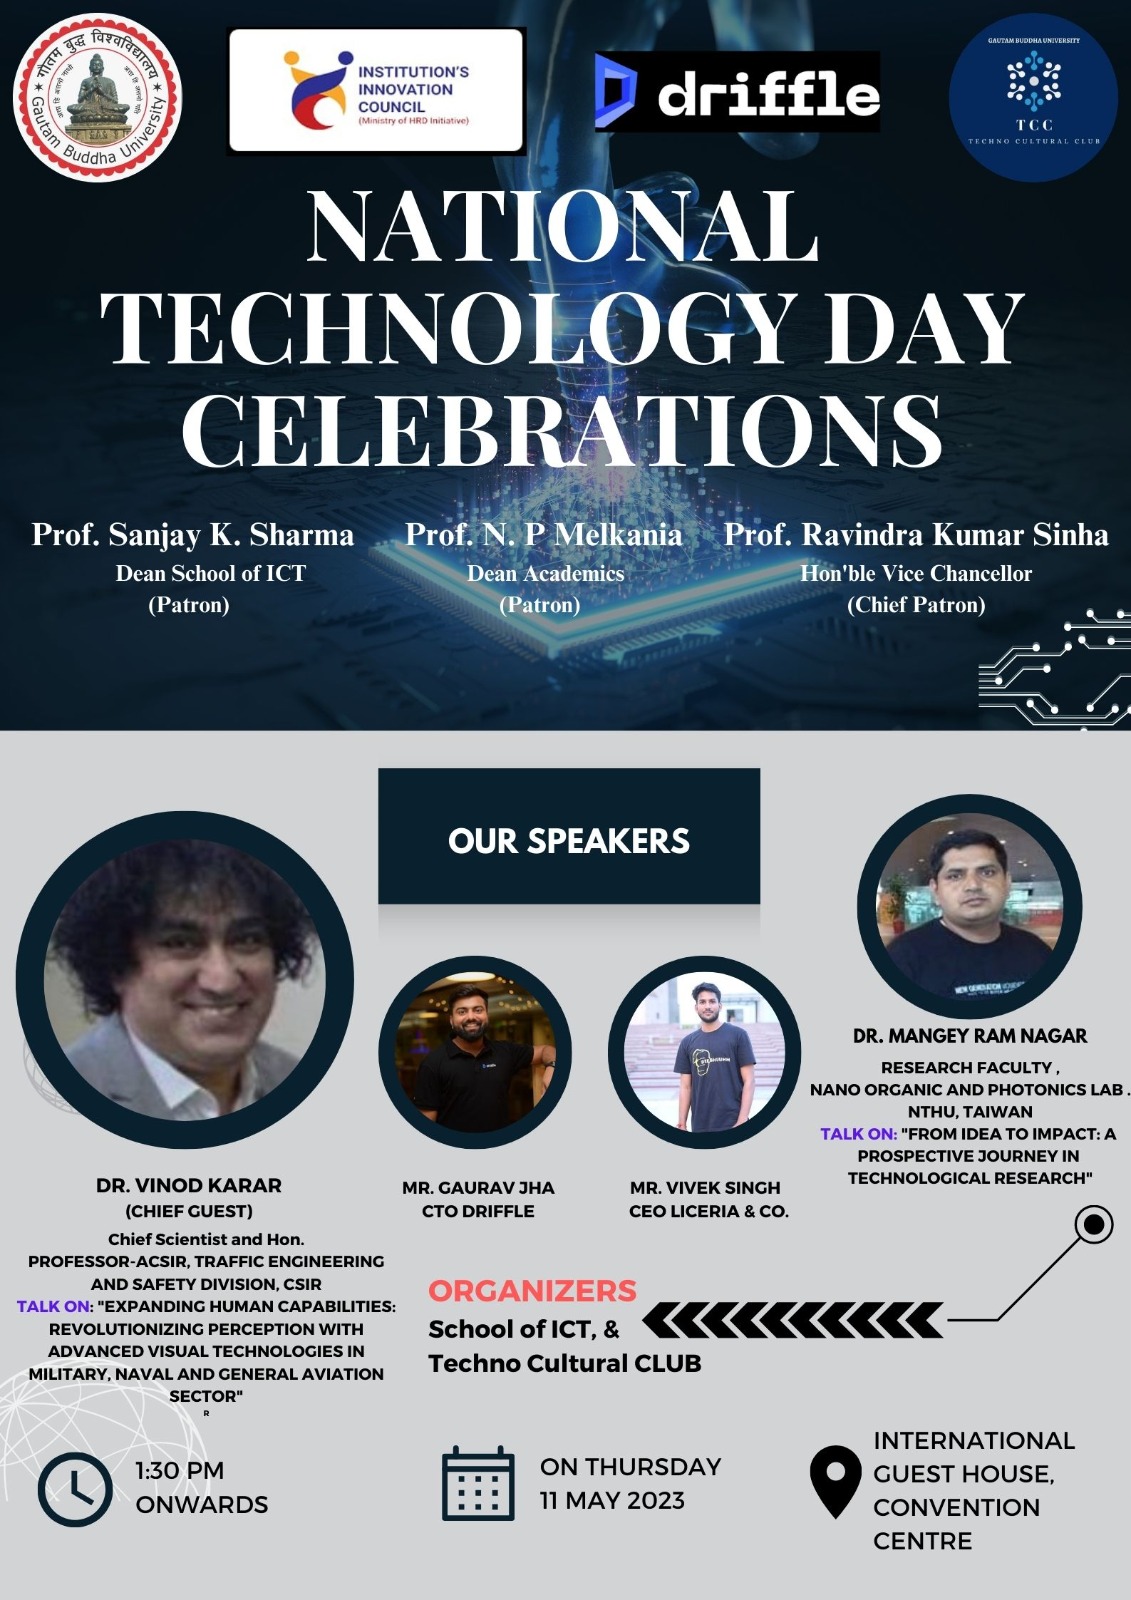 गौतम बुद्ध विश्वविद्यालय
Gautam Buddha University
INSTITUTION'S
INNOVATION
COUNCIL
(Ministry of HRD Initiative)
driffle
GAUTAM BUDDHA UNIVERSITY
TCC
TECHNO CULTURAL CLUB
NATIONAL
TECHNOLOGY DAY
CELEBRATIONS
Prof. Sanjay K. Sharma
Dean School of ICT
(Patron)
Prof. N. P Melkania
Dean Academics
(Patron)
Prof. Ravindra Kumar Sinha
Hon'ble Vice Chancellor
(Chief Patron)
OUR SPEAKERS
DR. VINOD KARAR
(CHIEF GUEST)
Chief Scientist and Hon.
PROFESSOR-ACSIR, TRAFFIC ENGINEERING
AND SAFETY DIVISION, CSIR
TALK ON: "EXPANDING HUMAN CAPABILITIES:
REVOLUTIONIZING PERCEPTION WITH
ADVANCED VISUAL TECHNOLOGIES IN
MILITARY, NAVAL AND GENERAL AVIATION
SECTOR"
R
MR. GAURAV JHA
CTO DRIFFLE
MR. VIVEK SINGH
CEO LICERIA & CO.
DR. MANGEY RAM NAGAR
RESEARCH FACULTY ,
NANO ORGANIC AND PHOTONICS LAB .
NTHU, TAIWAN
TALK ON: "FROM IDEA TO IMPACT: A
PROSPECTIVE JOURNEY IN
TECHNOLOGICAL RESEARCH"
ORGANIZERS
School of ICT, &
Techno Cultural CLUB
1:30 PM
ONWARDS
ON THURSDAY
11 MAY 2023
INTERNATIONAL
GUEST HOUSE,
CONVENTION
CENTRE